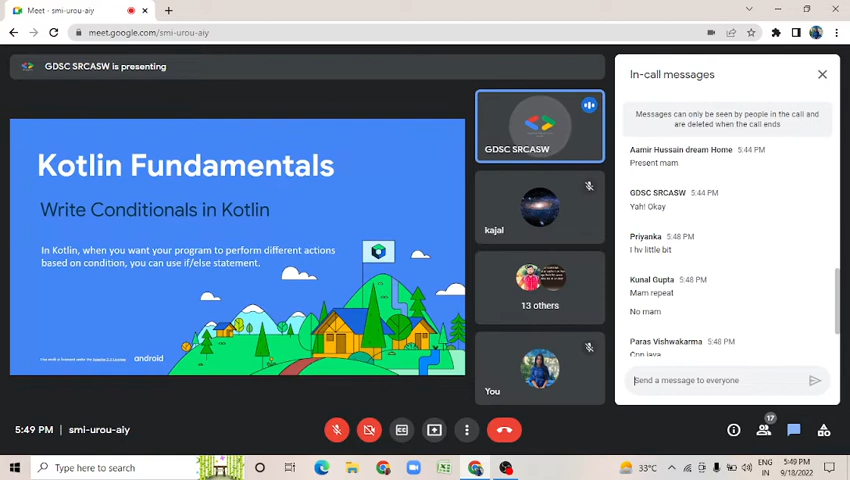 Meet - smi-urou-aiy
meet.google.com/smi-urou-aiy
GDSC SRCASW is presenting
Kotlin Fundamentals
Write Conditionals in Kotlin
In Kotlin, when you want your program to perform different actions
based on condition, you can use if/else statement.
android
GDSC SRCASW
kajal
13 others
You
In-call messages
Messages can only be seen by people in the call and
are deleted when the call ends
Aamir Hussain dream Home 5:44 PM
Present mam
GDSC SRCASW 5:44 PM
Yah! Okay
Priyanka 5:48 PM
I hv little bit
Kunal Gupta 5:48 PM
Mam repeat
No mam
Paras Vishwakarma 5:48 PM
Cpp java
Send a message to everyone
5:49 PM | smi-urou-aiy
17
Type here to search
33°C
ENG
IN
5:49 PM
9/18/2022